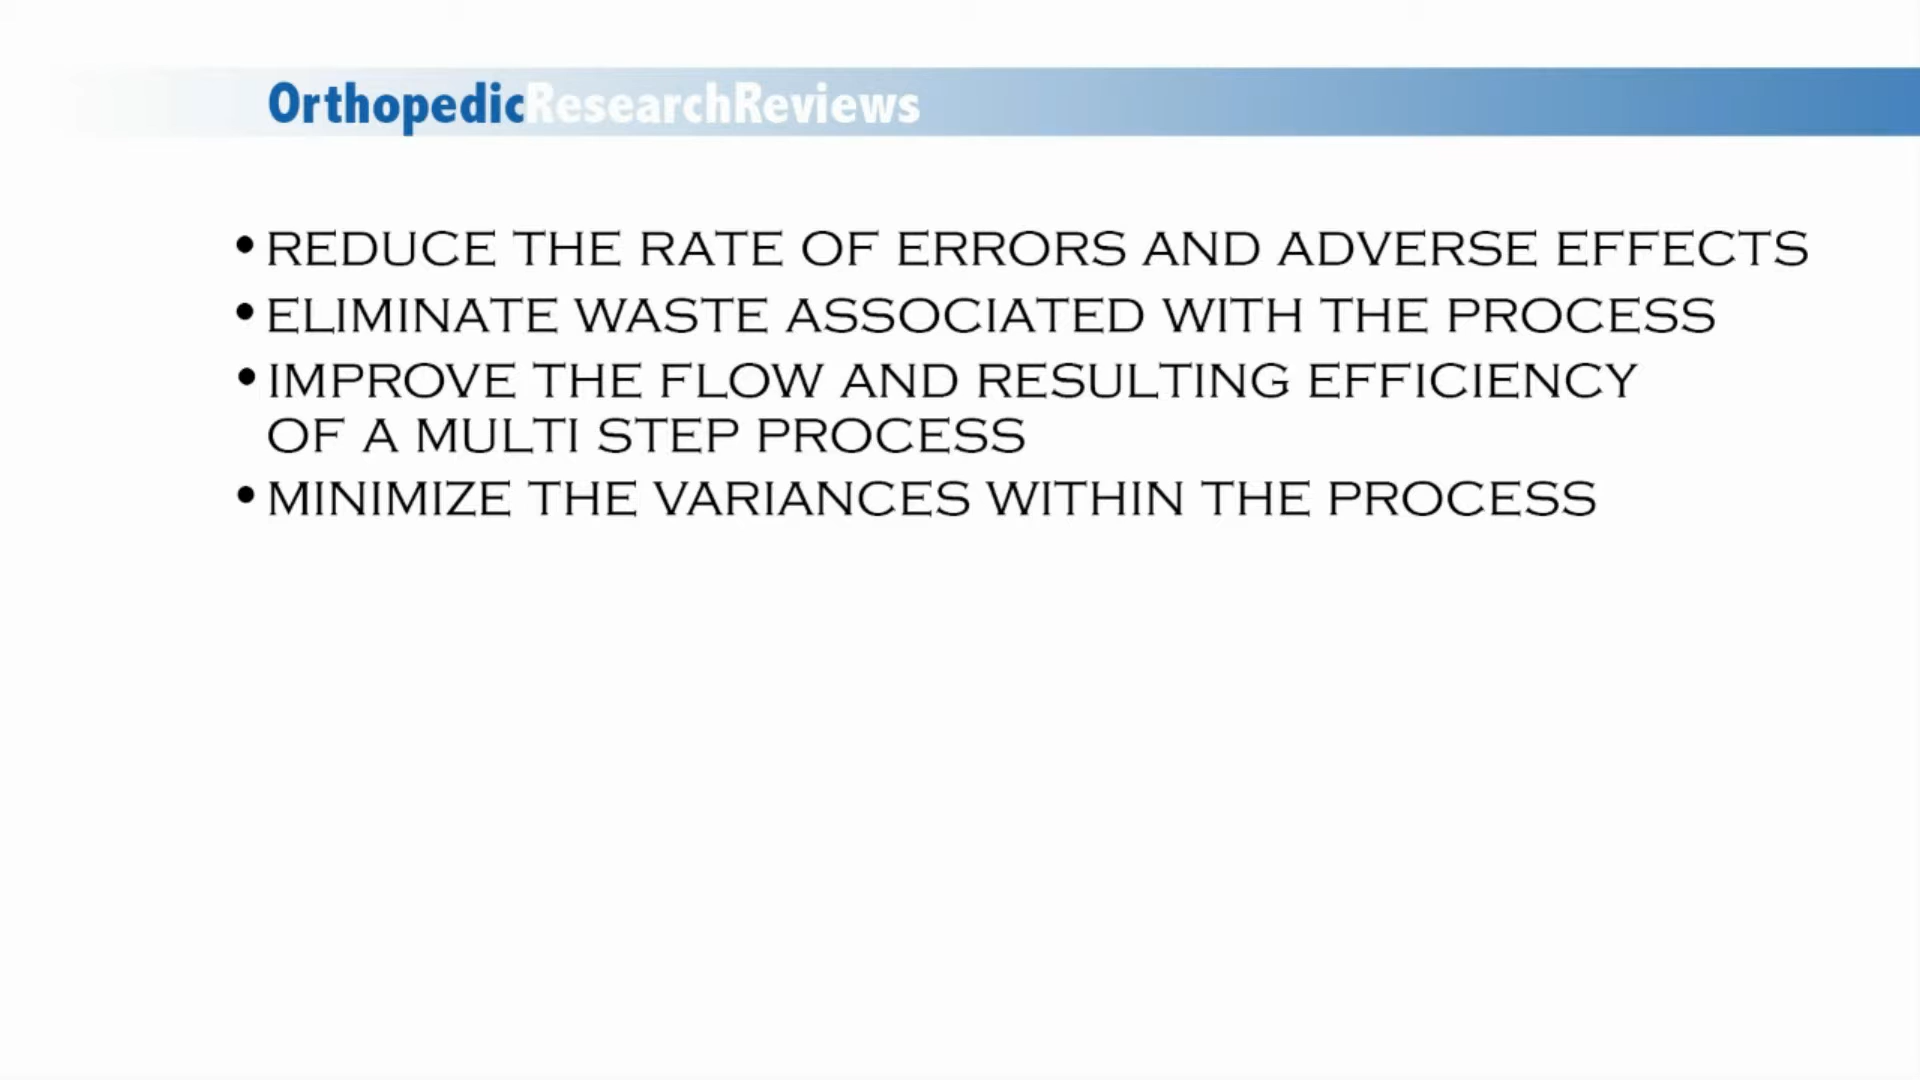 OrthopedicResearchReviews
• REDUCE THE RATE OF ERRORS AND ADVERSE EFFECTS
• ELIMINATE WASTE ASSOCIATED WITH THE PROCESS
• IMPROVE THE FLOW AND RESULTING EFFICIENCY
OF A MULTI STEP PROCESS
• MINIMIZE THE VARIANCES WITHIN THE PROCESS